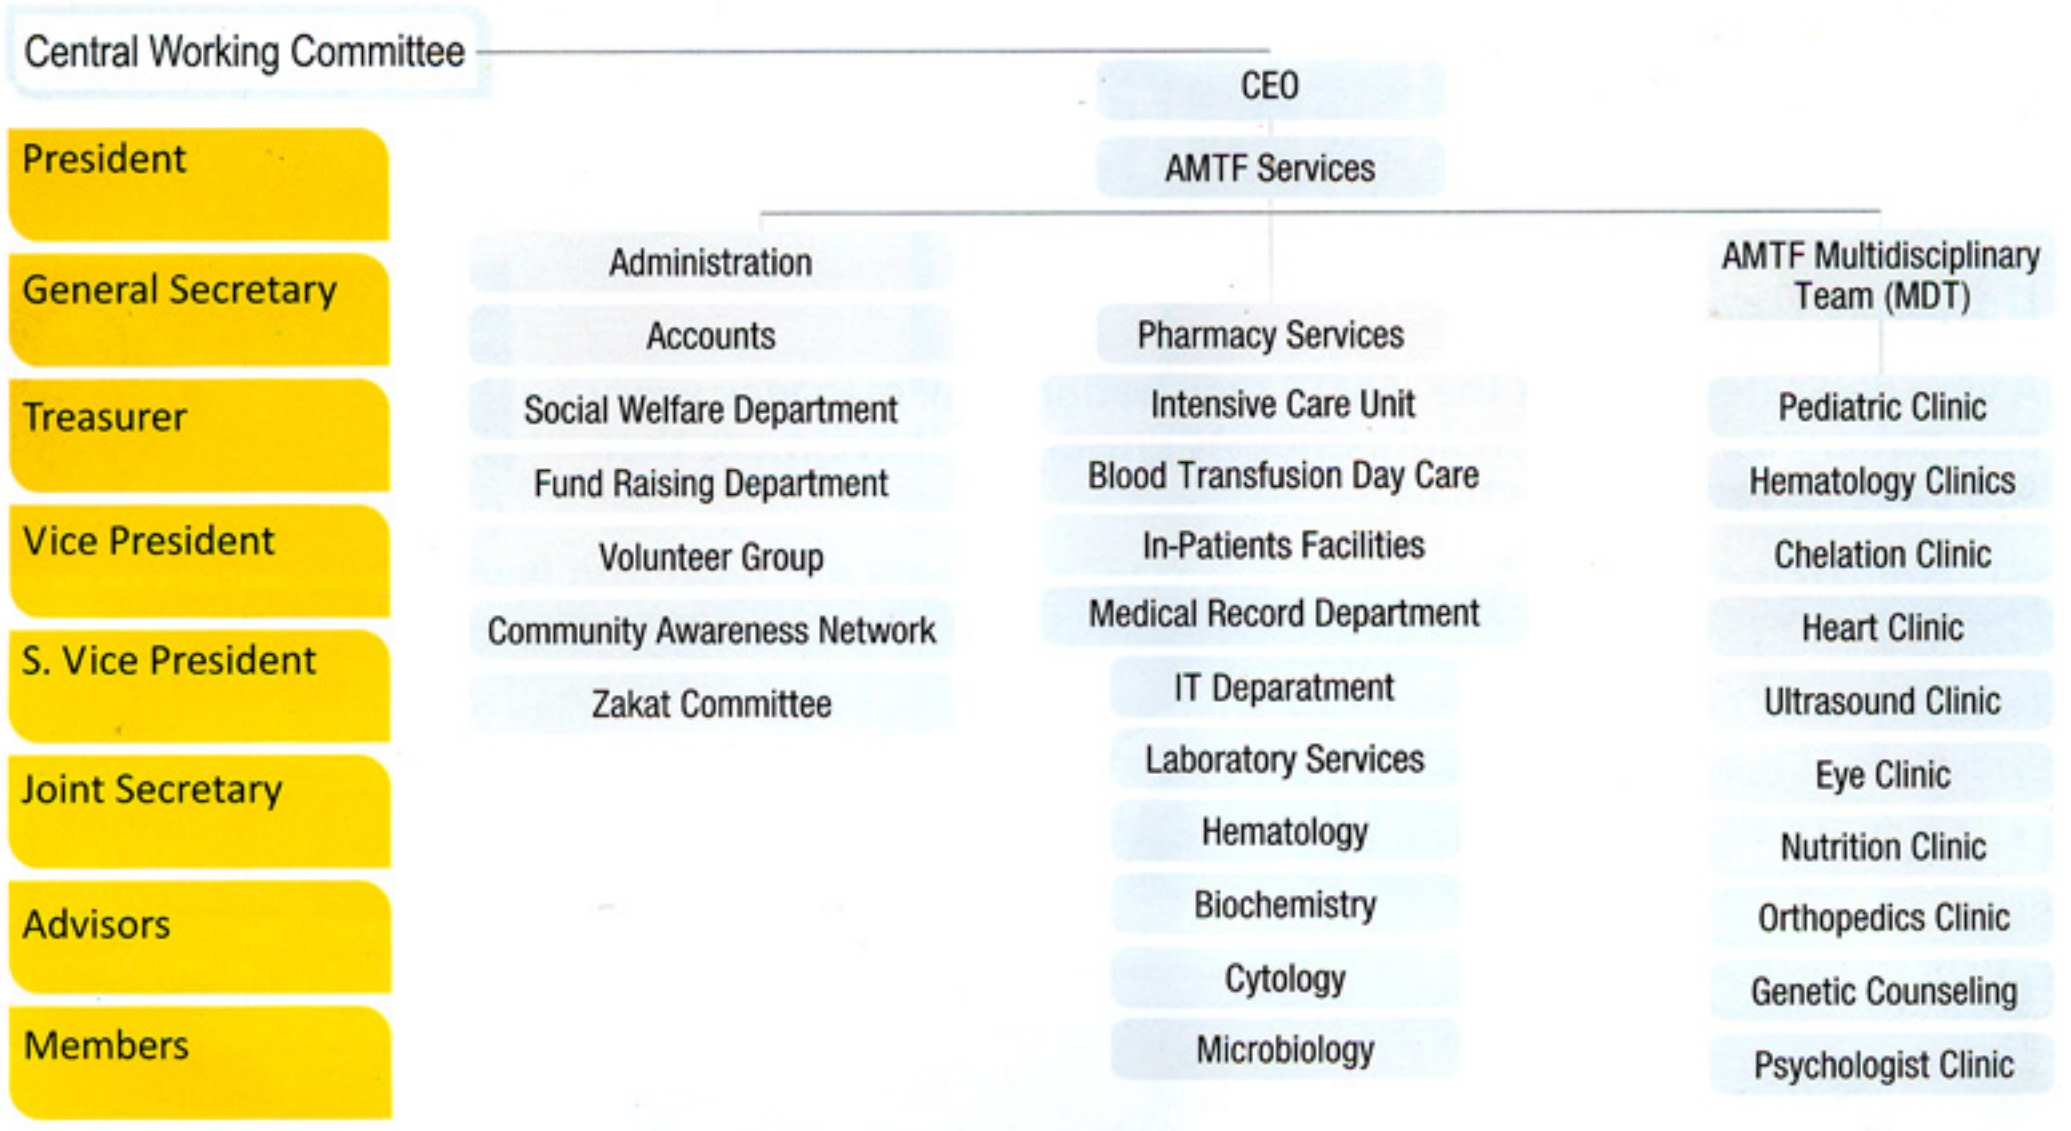 Central Working Committee
President
General Secretary
Treasurer
Vice President
S. Vice President
Joint Secretary
Advisors
Members
CEO
AMTF Services
Administration
Accounts
Social Welfare Department
Fund Raising Department
Volunteer Group
Community Awareness Network
Zakat Committee
Pharmacy Services
Intensive Care Unit
Blood Transfusion Day Care
In-Patients Facilities
Medical Record Department
IT Deparatment
Laboratory Services
Hematology
Biochemistry
Cytology
Microbiology
AMTF Multidisciplinary
Team (MDT)
Pediatric Clinic
Hematology Clinics
Chelation Clinic
Heart Clinic
Ultrasound Clinic
Eye Clinic
Nutrition Clinic
Orthopedics Clinic
Genetic Counseling
Psychologist Clinic